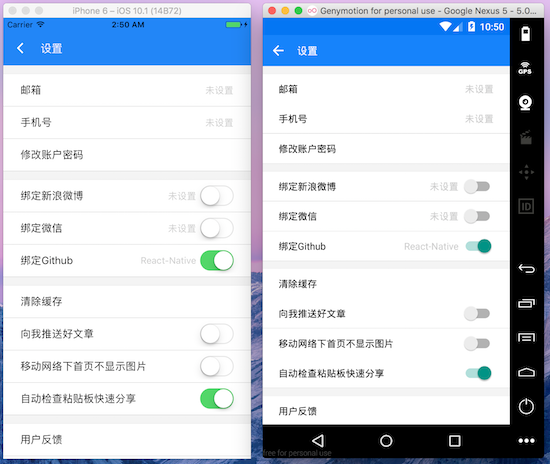 iPhone 6 – iOS 10.1 (14B72)
Carrier 2:50 AM
设置
邮箱 未设置
手机号 未设置
修改账户密码
绑定新浪微博 未设置
绑定微信 未设置
绑定Github React-Native
清除缓存
向我推送好文章
移动网络下首页不显示图片
自动检查粘贴板快速分享
用户反馈
Genymotion for personal use - Google Nexus 5 - 5.0...
10:50
设置
邮箱 未设置
手机号 未设置
修改账户密码
绑定新浪微博 未设置
绑定微信 未设置
绑定Github React-Native
清除缓存
向我推送好文章
移动网络下首页不显示图片
自动检查粘贴板快速分享
用户反馈
free for personal use
GPS
ID